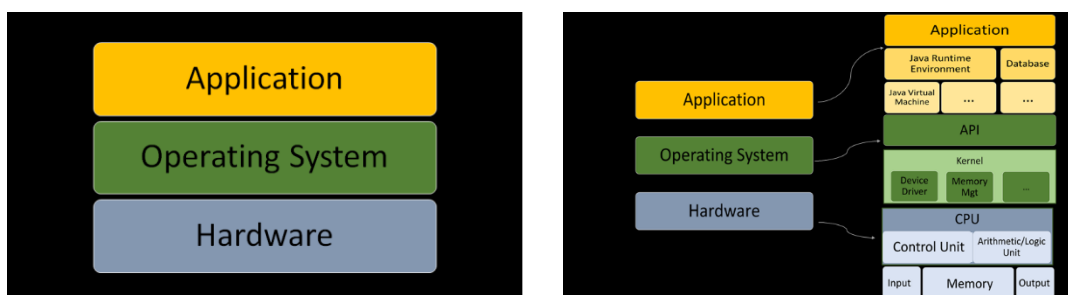 Application
Operating System
Hardware
Application
Operating System
Hardware
Application
Java Runtime
Environment
Database
Java Virtual
Machine
...
...
API
Kernel
Device
Driver
Memory
Mgt
...
CPU
Control Unit
Arithmetic/Logic
Unit
Input
Memory
Output